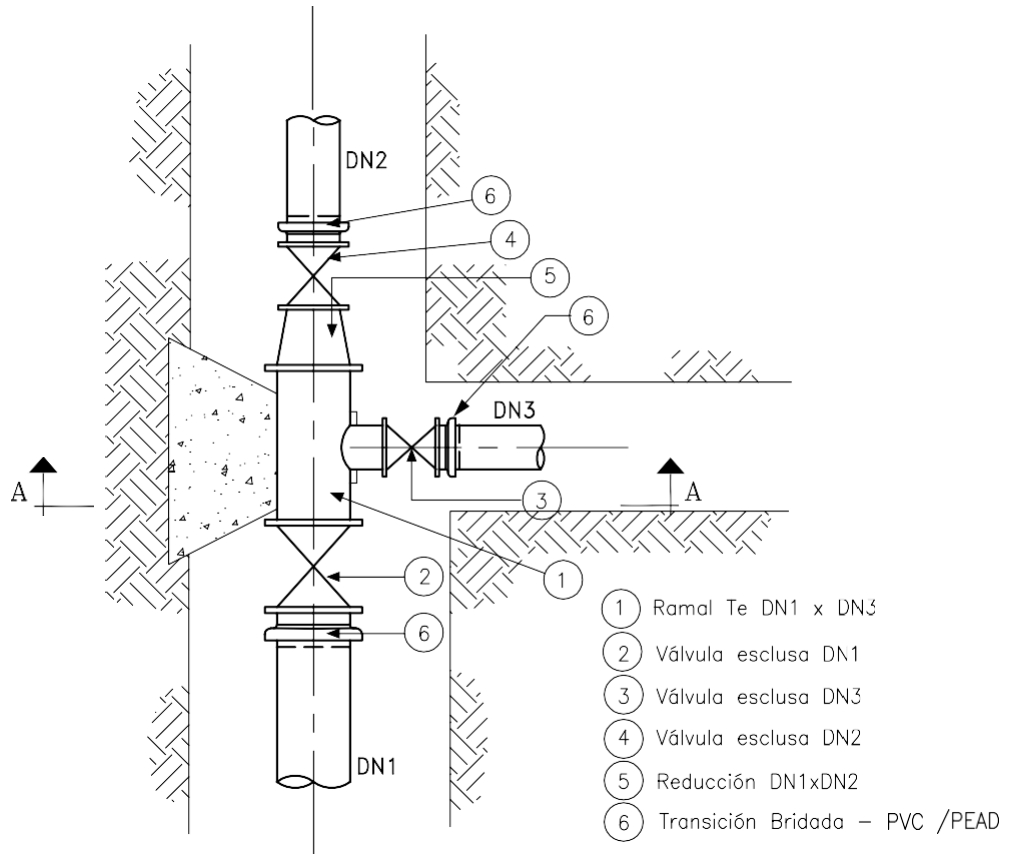 DN2
6
4
5
6
DN3
A
A
3
2
1
6
DN1
1 Ramal Te DN1 x DN3
2 Válvula esclusa DN1
3 Válvula esclusa DN3
4 Válvula esclusa DN2
5 Reducción DN1xDN2
6 Transición Bridada – PVC /PEAD